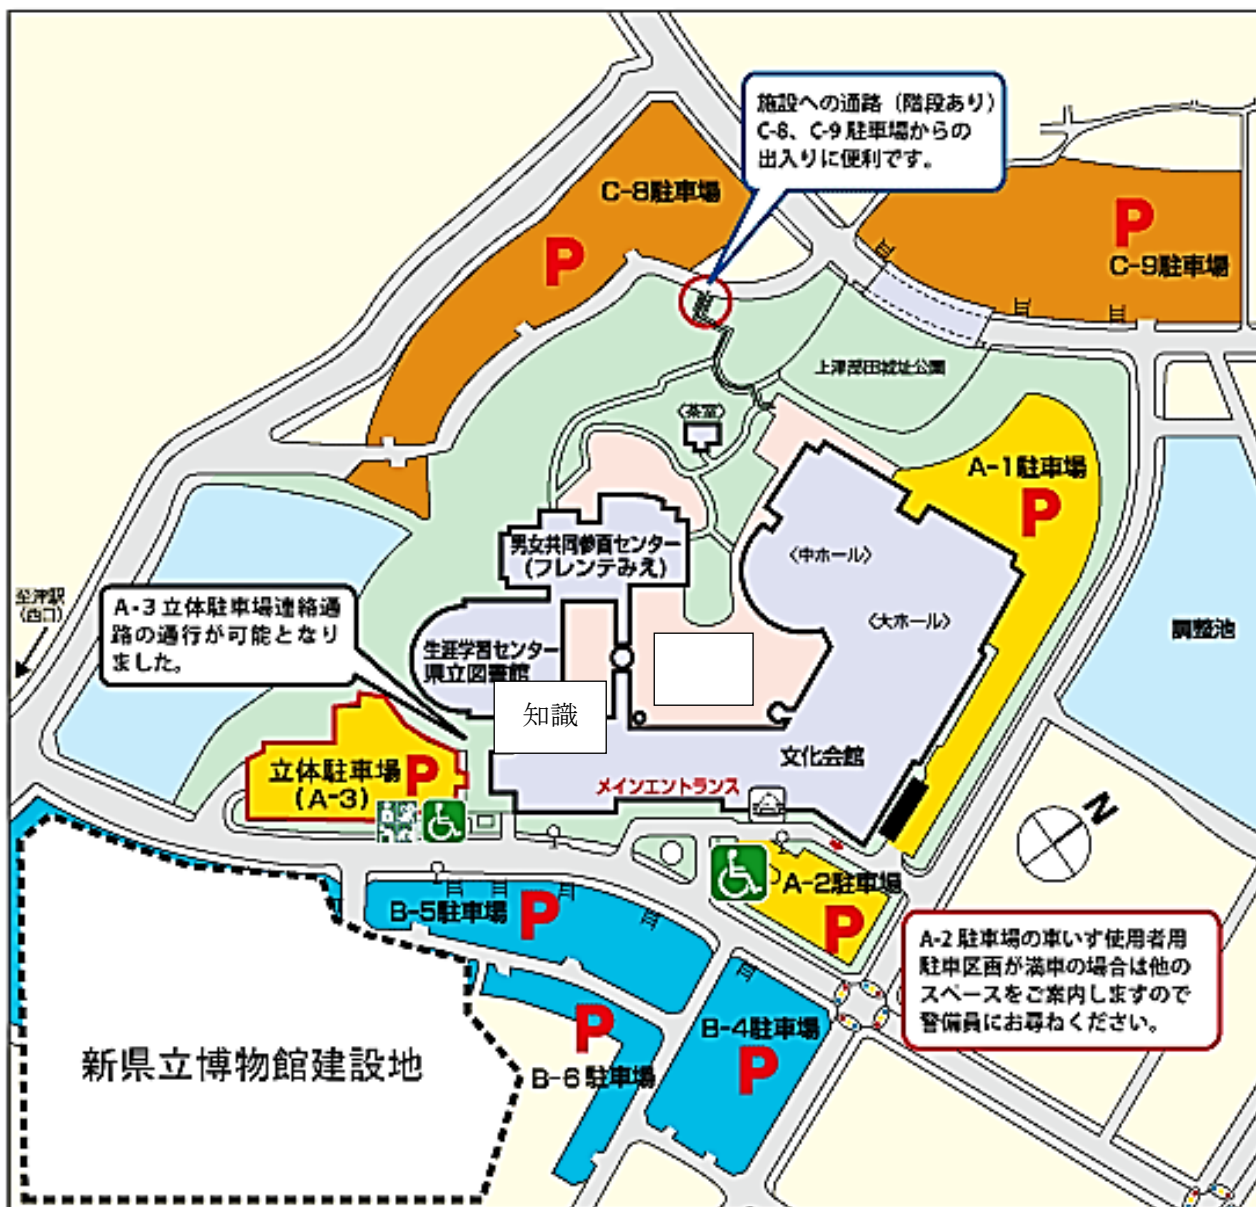 施設への通路（階段あり）
C-8、C-9 駐車場からの
出入りに便利です。
C-8駐車場
P
P
C-9駐車場
上津部田城址公園
〈茶室〉
A-1駐車場
P
男女共同参画センター
(フレンテみえ)
〈中ホール〉
〈大ホール〉
至津駅
(西口)
A-3 立体駐車場連絡通
路の通行が可能となり
ました。
生涯学習センター
県立図書館
調整池
知識
文化会館
立体駐車場
(A-3)
P
メインエントランス
N
A-2駐車場
P
B-5駐車場
P
A-2 駐車場の車いす使用者用
駐車区画が満車の場合は他の
スペースをご案内しますので
警備員にお尋ねください。
新県立博物館建設地
P
B-6 駐車場
B-4駐車場
P